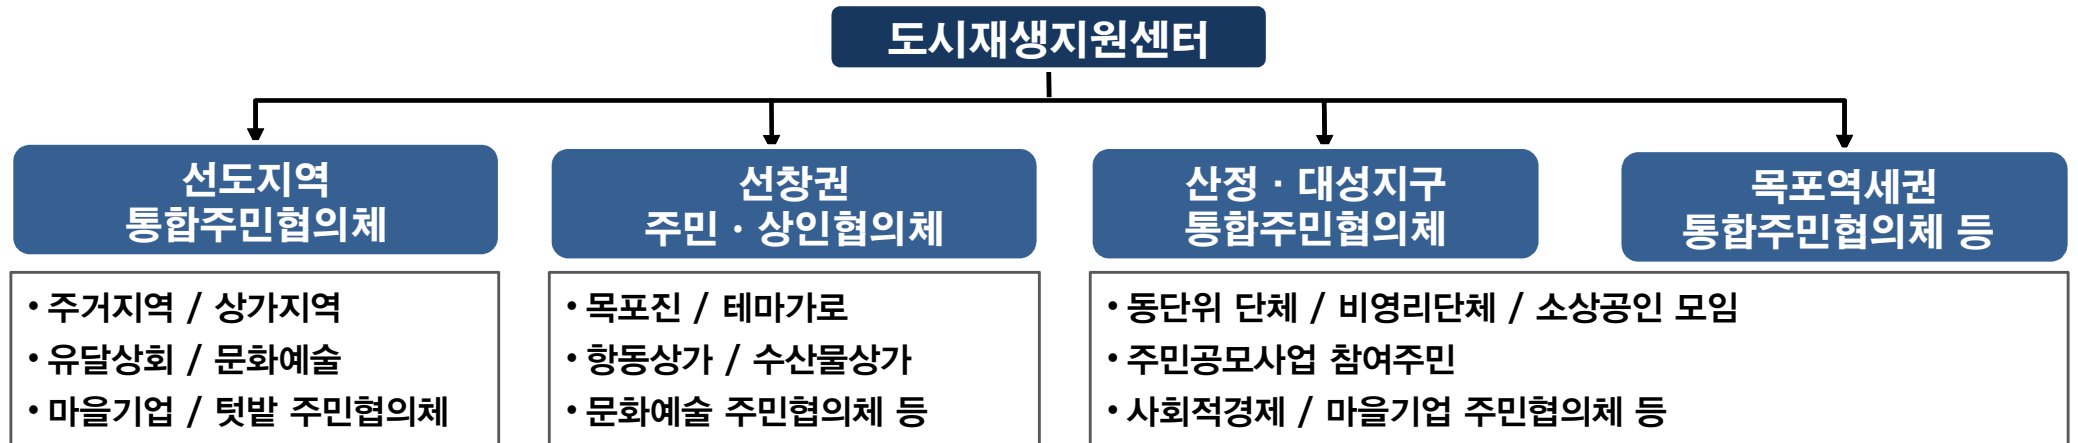 도시재생지원센터
선도지역
통합주민협의체
선창권
주민 · 상인협의체
산정 · 대성지구
통합주민협의체
목포역세권
통합주민협의체 등
• 주거지역 / 상가지역
• 유달상회 / 문화예술
• 마을기업 / 텃밭 주민협의체
• 목포진 / 테마가로
• 항동상가 / 수산물상가
• 문화예술 주민협의체 등
• 동단위 단체 / 비영리단체 / 소상공인 모임
• 주민공모사업 참여주민
• 사회적경제 / 마을기업 주민협의체 등